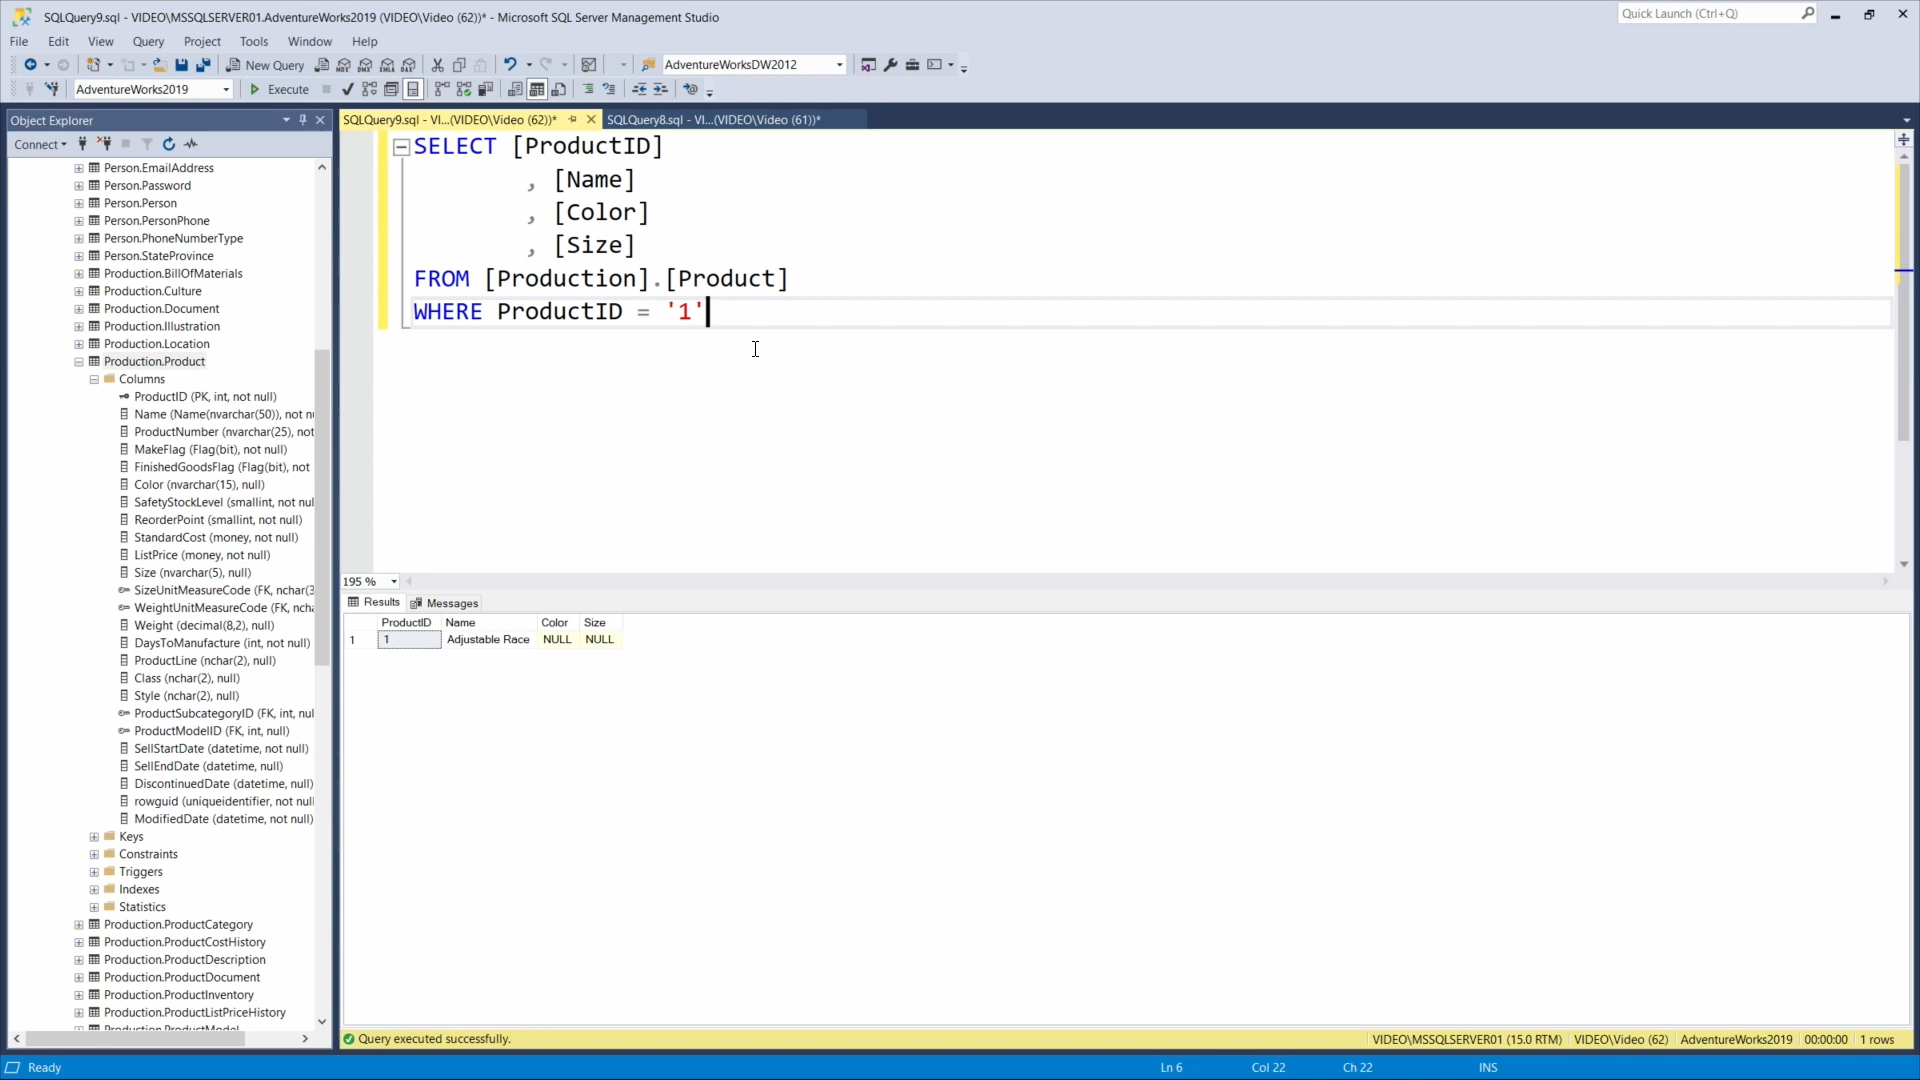 SQLQuery9.sql - VIDEO\MSSQLSERVER01.AdventureWorks2019 (VIDEO\Video (62))* - Microsoft SQL Server Management Studio
Quick Launch (Ctrl+Q)
File Edit View Query Project Tools Window Help
New Query
AdventureWorksDW2012
AdventureWorks2019
Execute
Object Explorer
SQLQuery9.sql - VI...(VIDEO\Video (62))*
SQLQuery8.sql - VI...(VIDEO\Video (61))*
Connect
Person.EmailAddress
Person.Password
Person.Person
Person.PersonPhone
Person.PhoneNumberType
Person.StateProvince
Production.BillOfMaterials
Production.Culture
Production.Document
Production.Illustration
Production.Location
Production.Product
Columns
ProductID (PK, int, not null)
Name (Name(nvarchar(50)), not n
ProductNumber (nvarchar(25), not
MakeFlag (Flag(bit), not null)
FinishedGoodsFlag (Flag(bit), not
Color (nvarchar(15), null)
SafetyStockLevel (smallint, not nul
ReorderPoint (smallint, not null)
StandardCost (money, not null)
ListPrice (money, not null)
Size (nvarchar(5), null)
SizeUnitMeasureCode (FK, nchar(3
WeightUnitMeasureCode (FK, ncha
Weight (decimal(8,2), null)
DaysToManufacture (int, not null)
ProductLine (nchar(2), null)
Class (nchar(2), null)
Style (nchar(2), null)
ProductSubcategoryID (FK, int, nul
ProductModelID (FK, int, null)
SellStartDate (datetime, not null)
SellEndDate (datetime, null)
DiscontinuedDate (datetime, null)
rowguid (uniqueidentifier, not null
ModifiedDate (datetime, not null)
Keys
Constraints
Triggers
Indexes
Statistics
Production.ProductCategory
Production.ProductCostHistory
Production.ProductDescription
Production.ProductDocument
Production.ProductInventory
Production.ProductListPriceHistory
Production.ProductModel
SELECT [ProductID]
, [Name]
, [Color]
, [Size]
FROM [Production].[Product]
WHERE ProductID = '1'
195 %
Results Messages
ProductID Name Color Size
1 1 Adjustable Race NULL NULL
Query executed successfully.
VIDEO\MSSQLSERVER01 (15.0 RTM) VIDEO\Video (62) AdventureWorks2019 00:00:00 1 rows
Ready Ln 6 Col 22 Ch 22 INS